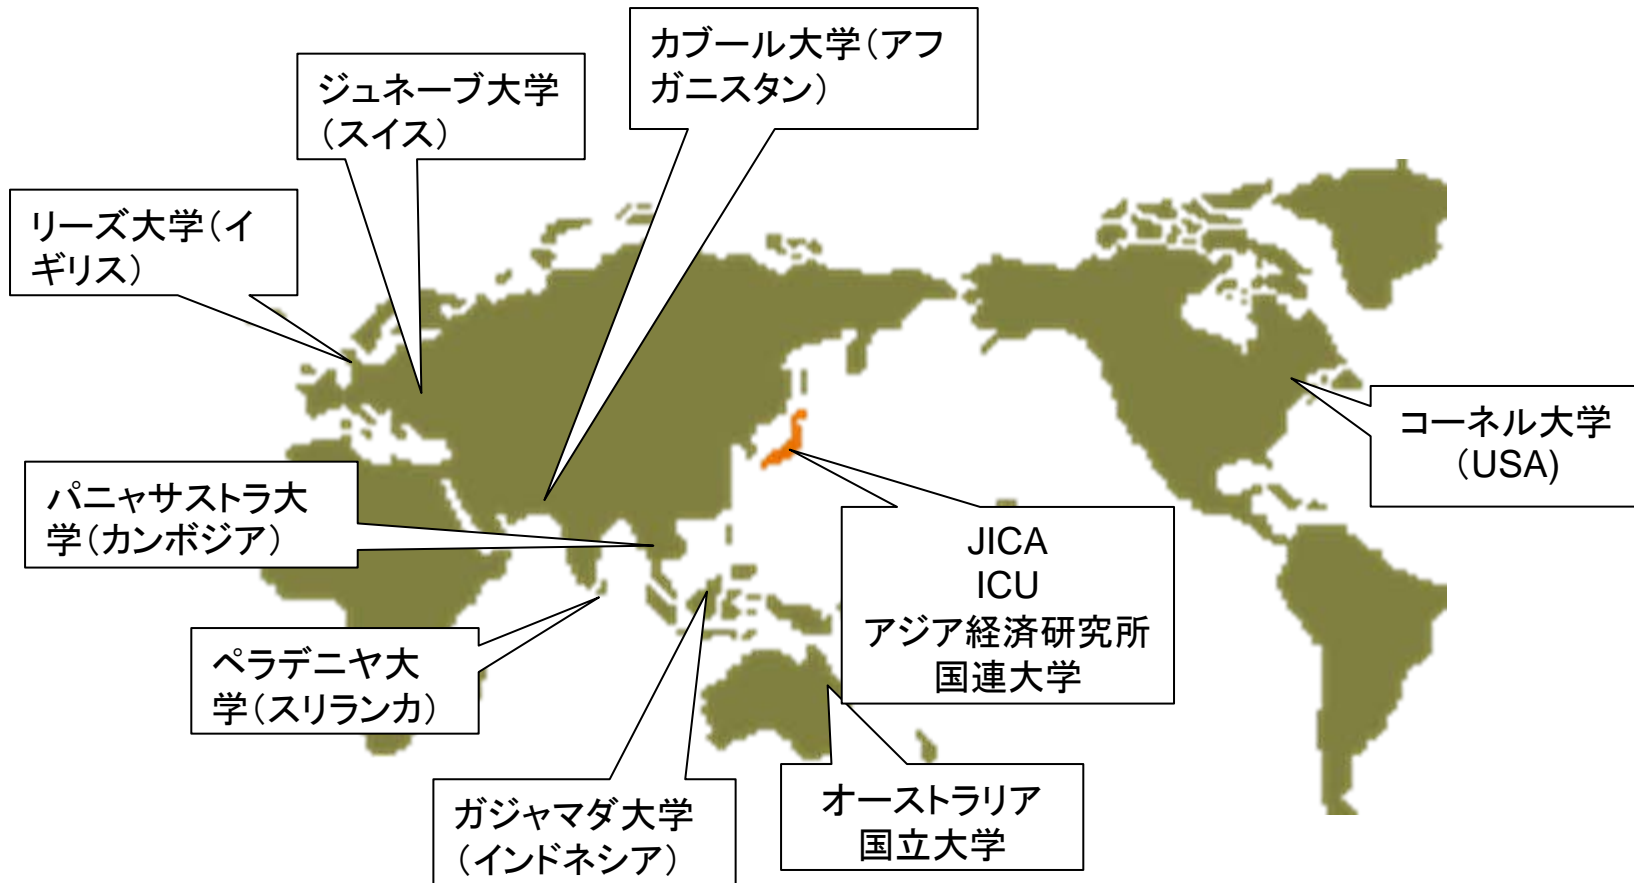 カブール大学（アフ
ガニスタン）
ジュネーブ大学
（スイス）
リーズ大学（イ
ギリス）
コーネル大学
（USA)
パニャサストラ大
学（カンボジア）
JICA
ICU
アジア経済研究所
国連大学
ペラデニヤ大
学（スリランカ）
ガジャマダ大学
（インドネシア）
オーストラリア
国立大学